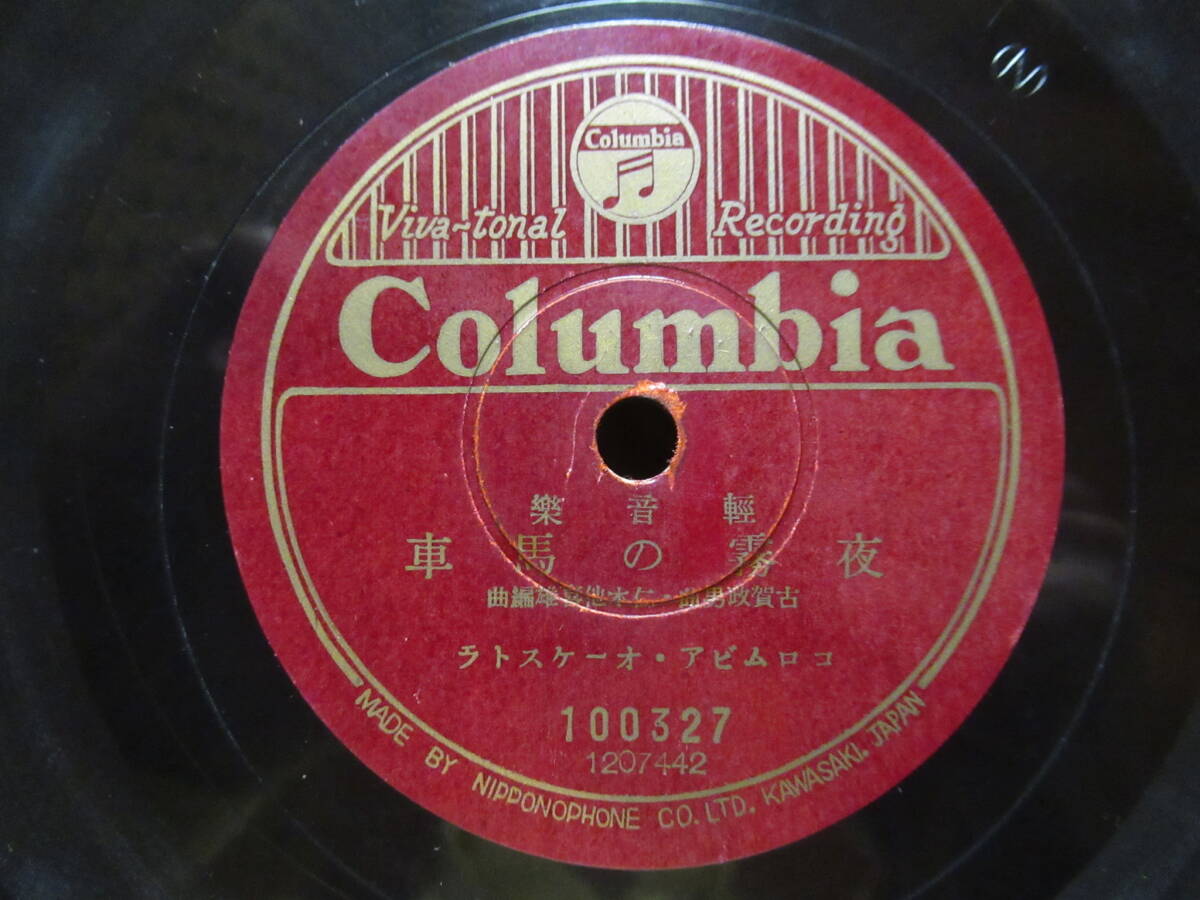 Columbia
Viva-tonal Recording
Columbia
輕音樂
夜霧の馬車
古賀政男曲・仁木他喜雄編曲
コロムビア・オーケストラ
100327
1207442
MADE BY NIPPONOPHONE CO. LTD. KAWASAKI, JAPAN